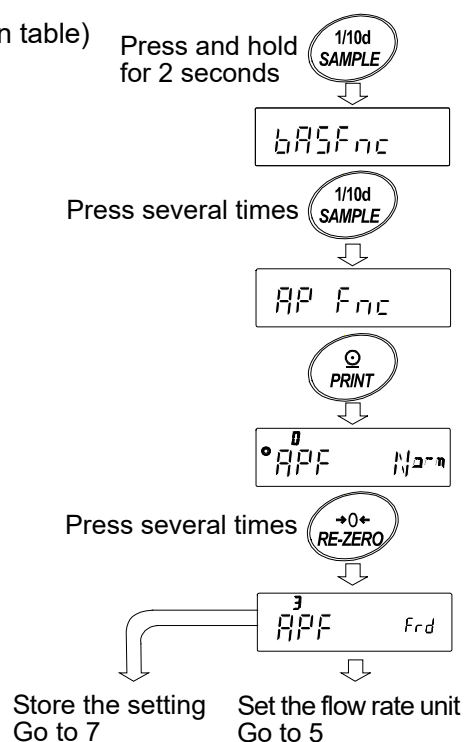 n table)
Press and hold
for 2 seconds
1/10d
SAMPLE
bASFnc
Press several times
1/10d
SAMPLE
AP Fnc
PRINT
0
APF Norm
Press several times
→0←
RE-ZERO
3
APF Frd
Store the setting
Go to 7
Set the flow rate unit
Go to 5